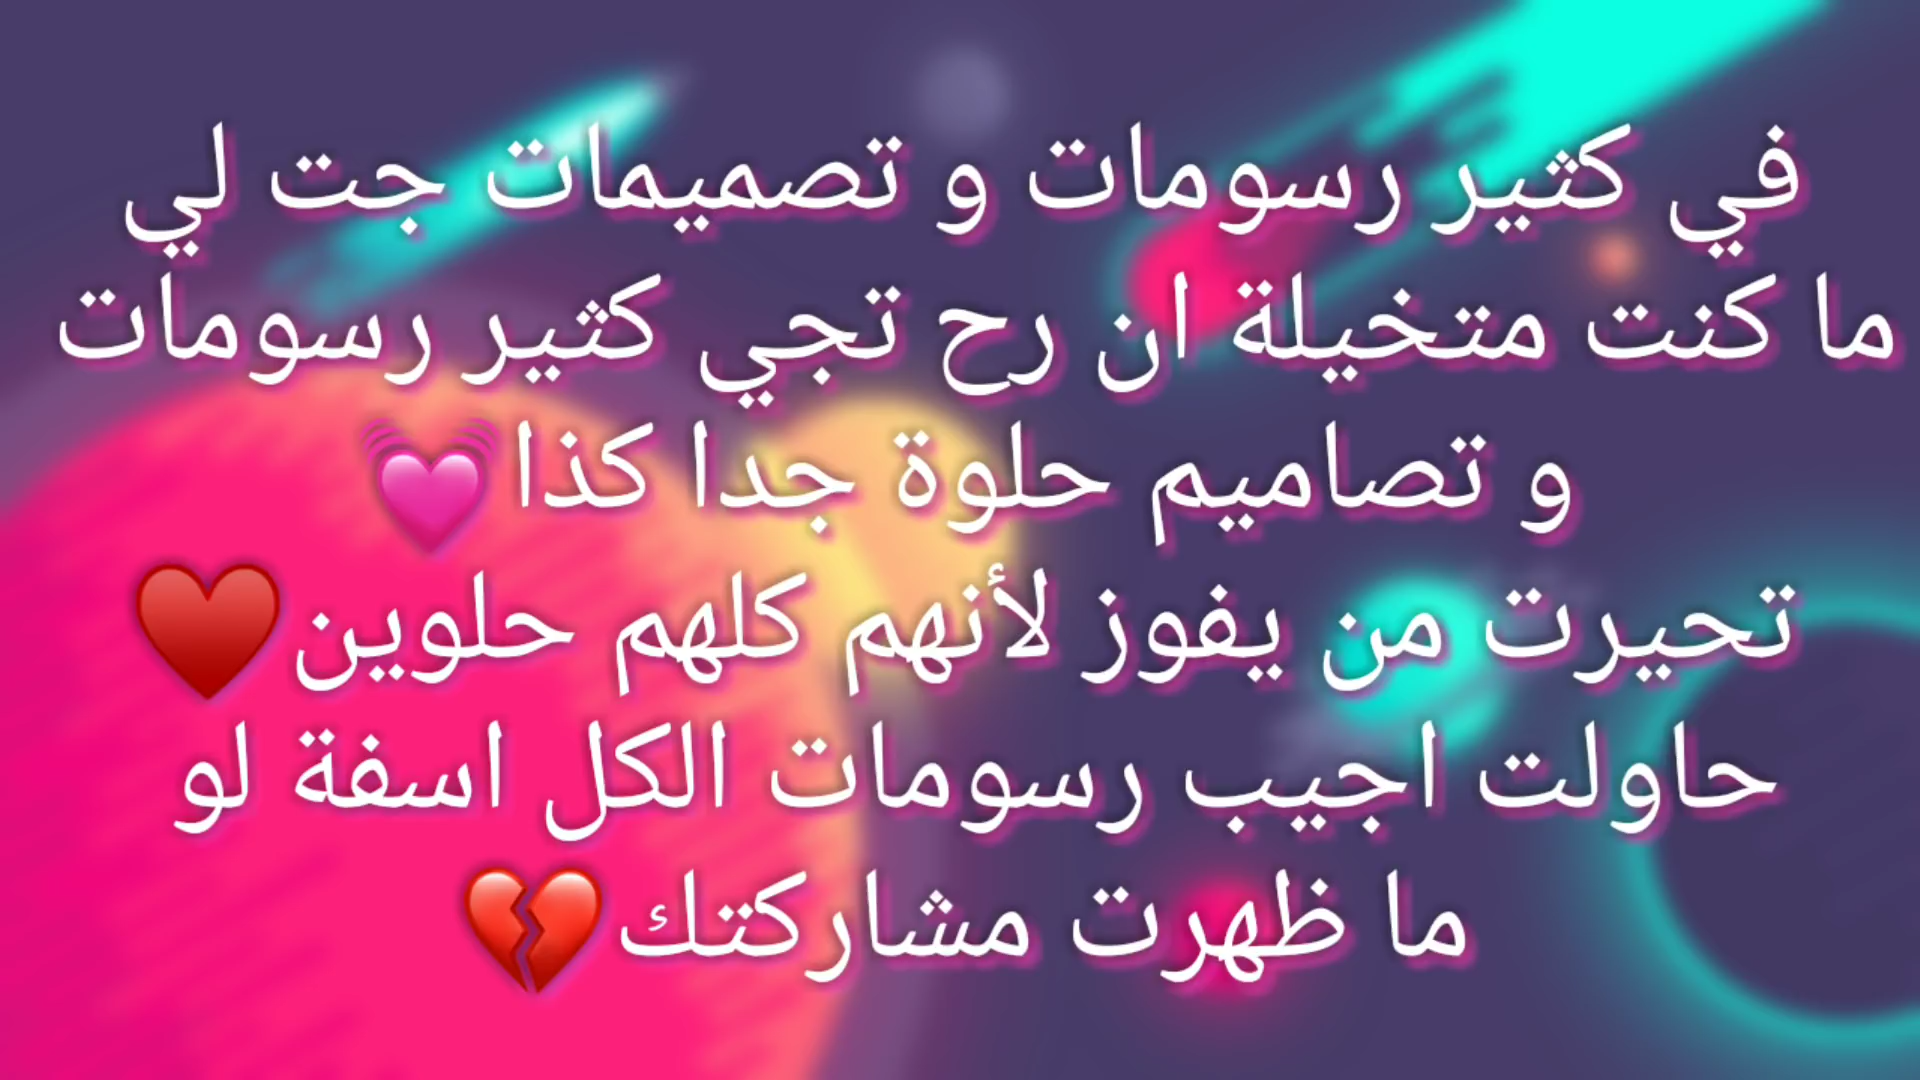 في كثير رسومات و تصميمات جت لي
ما كنت متخيلة ان رح تجي كثير رسومات
و تصاميم حلوة جدا كذا💓
تحيرت من يفوز لأنهم كلهم حلوين♥️
حاولت اجيب رسومات الكل اسفة لو
ما ظهرت مشاركتك💔